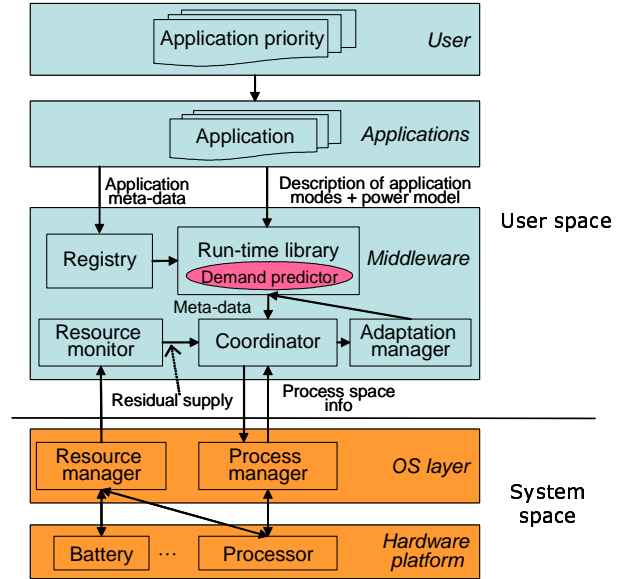 Application priority
User
Application
Applications
Application
meta-data
Description of application
modes + power model
User space
Registry
Run-time library
Demand predictor
Middleware
Meta-data
Resource
monitor
Coordinator
Adaptation
manager
Residual supply
Process space
info
Resource
manager
Process
manager
OS layer
System
space
Battery
...
Processor
Hardware
platform